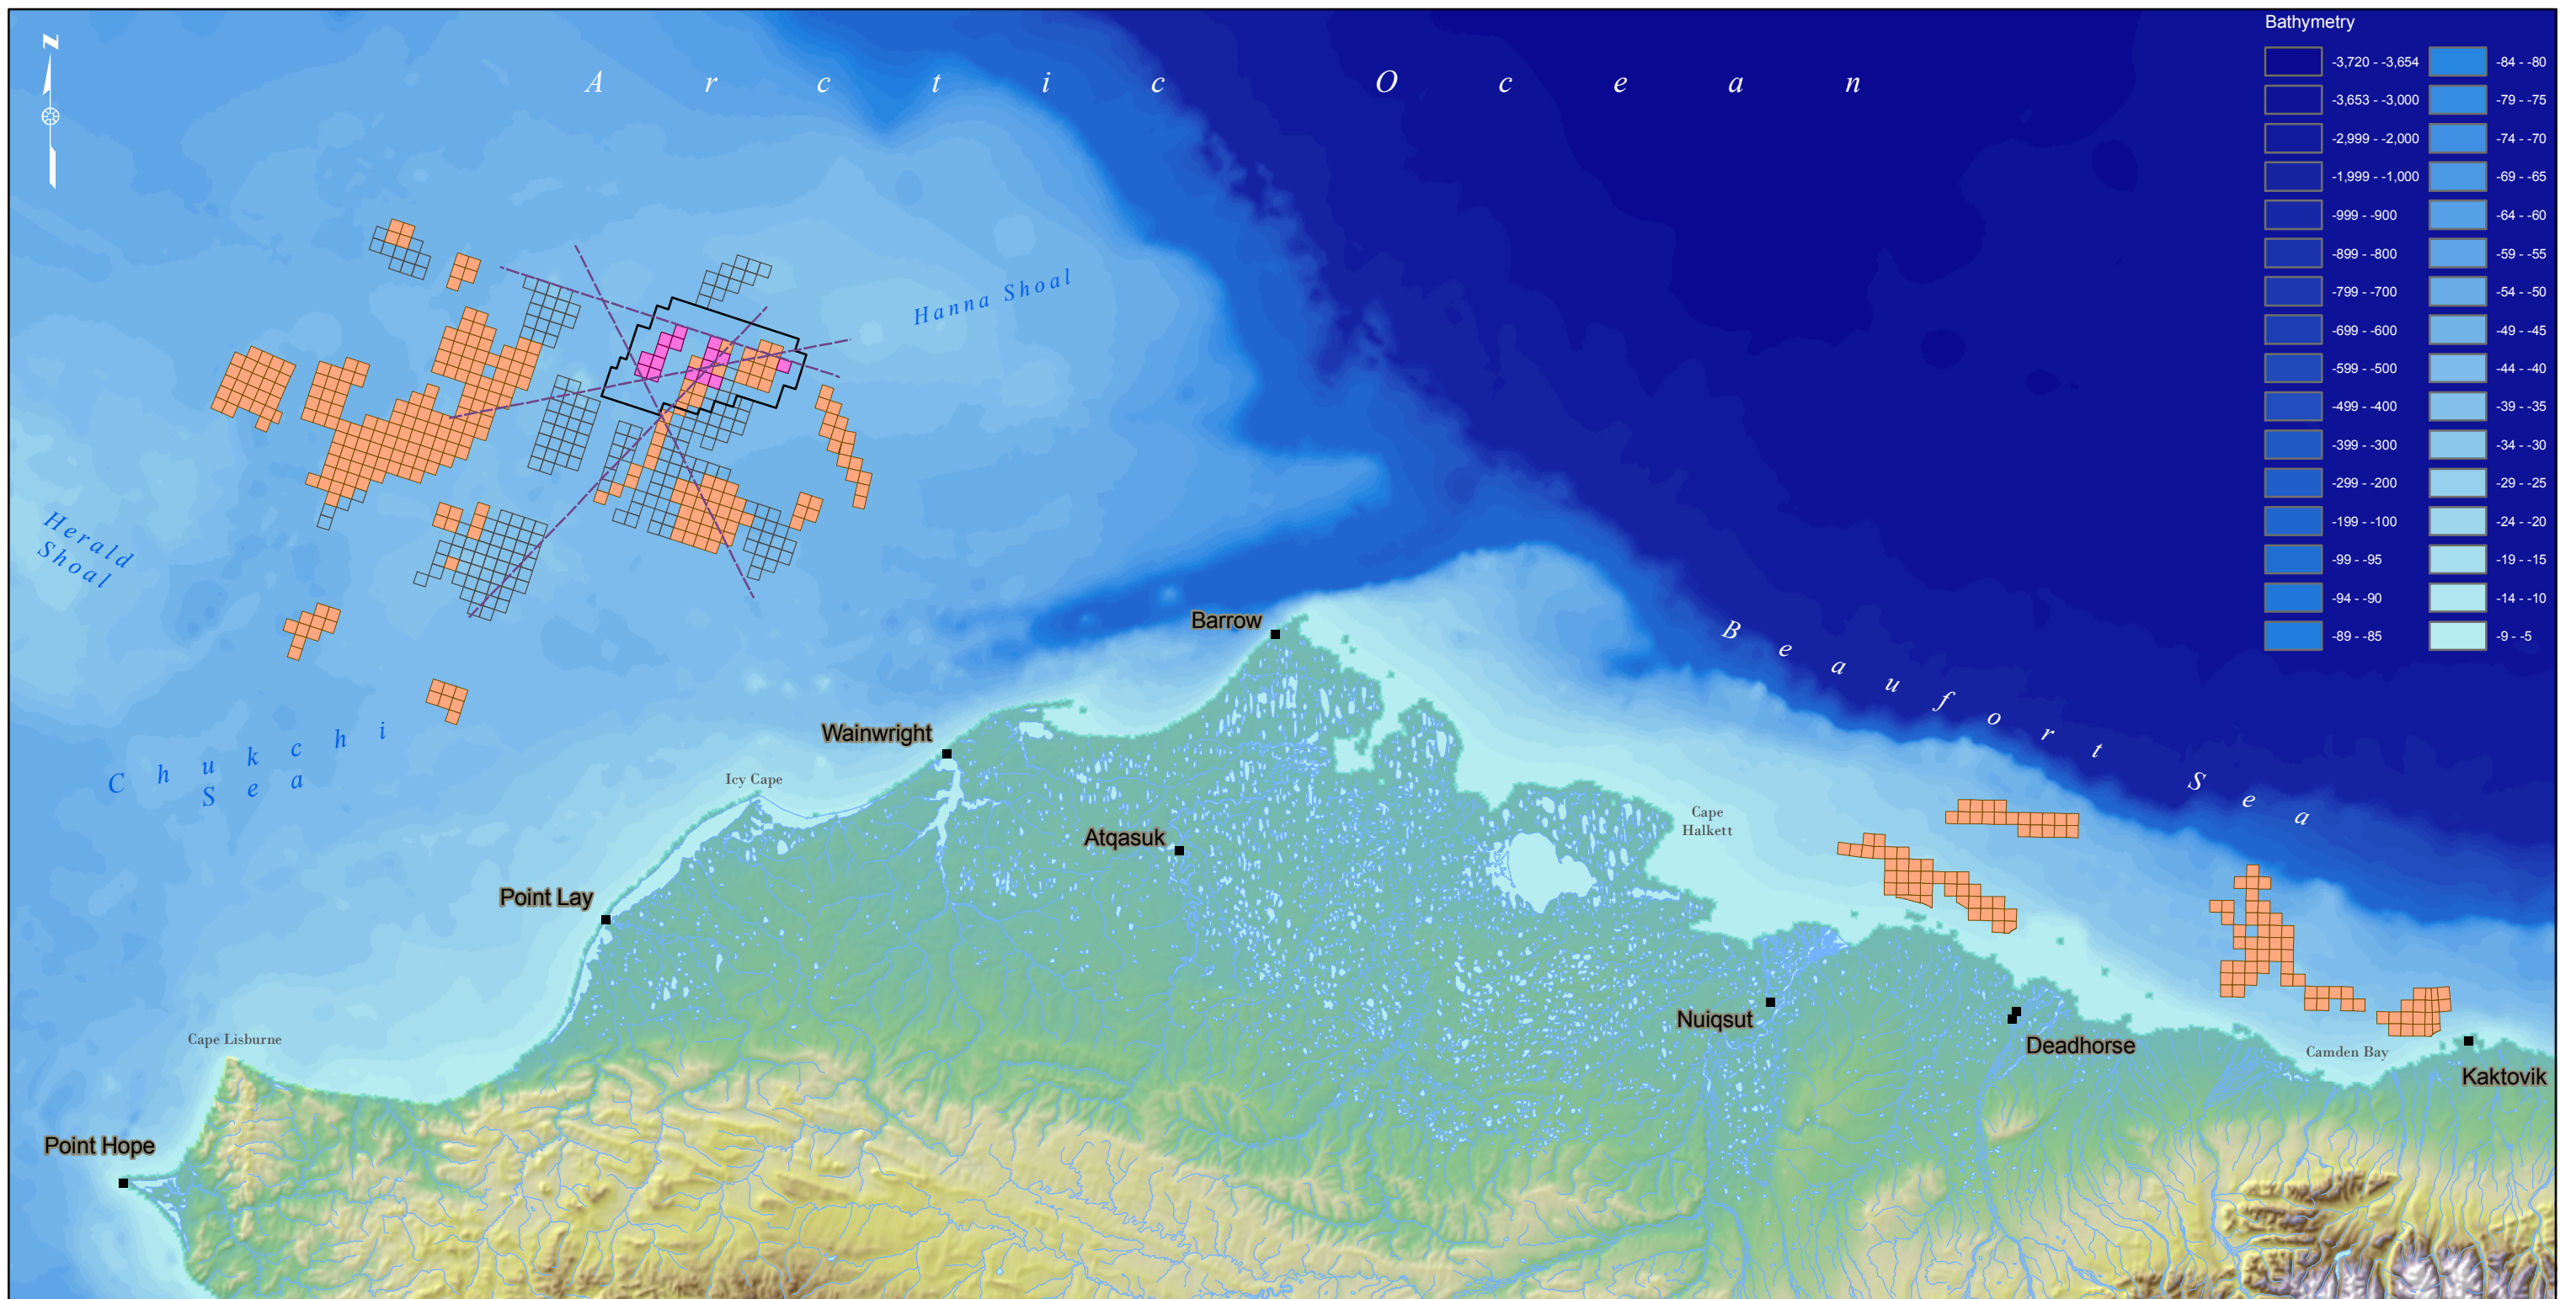 Bathymetry
N
Arctic Ocean
-3,720 - -3,654
-3,653 - -3,000
-2,999 - -2,000
-1,999 - -1,000
-999 - -900
-899 - -800
-799 - -700
-699 - -600
-599 - -500
-499 - -400
-399 - -300
-299 - -200
-199 - -100
-99 - -95
-94 - -90
-89 - -85
-84 - -80
-79 - -75
-74 - -70
-69 - -65
-64 - -60
-59 - -55
-54 - -50
-49 - -45
-44 - -40
-39 - -35
-34 - -30
-29 - -25
-24 - -20
-19 - -15
-14 - -10
-9 - -5
Hanna Shoal
Herald
Shoal
Barrow
Beaufort Sea
Wainwright
Chukchi
Sea
Icy Cape
Cape
Halkett
Atqasuk
Point Lay
Nuiqsut
Cape Lisburne
Deadhorse
Camden Bay
Kaktovik
Point Hope